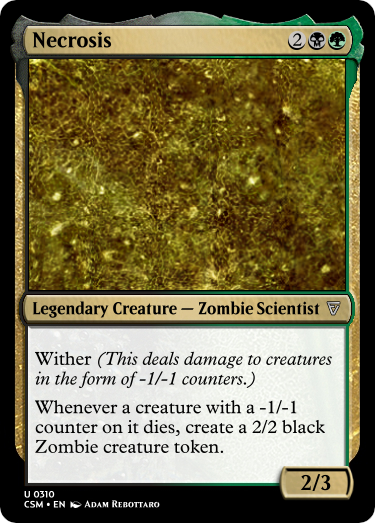 Necrosis 2
Legendary Creature — Zombie Scientist
Wither (This deals damage to creatures
in the form of -1/-1 counters.)
Whenever a creature with a -1/-1
counter on it dies, create a 2/2 black
Zombie creature token.
2/3
U 0310
CSM • EN Adam Rebottaro